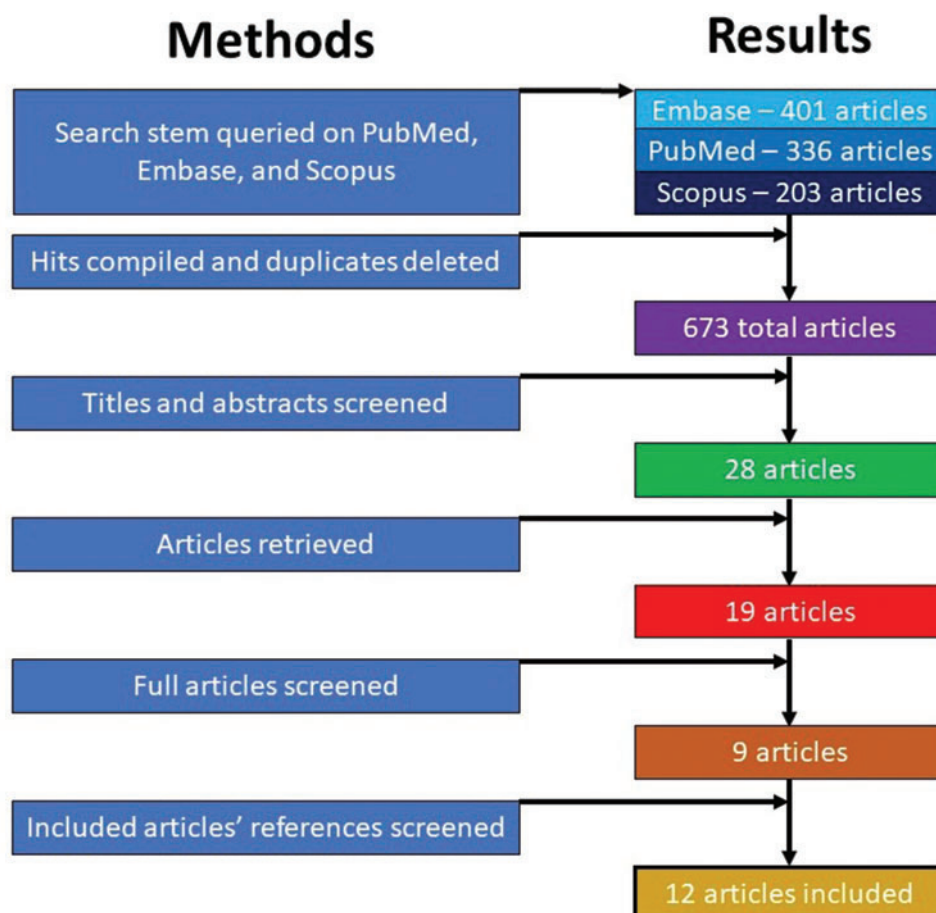 Methods
Results
Search stem queried on PubMed,
Embase, and Scopus
Embase – 401 articles
PubMed – 336 articles
Scopus – 203 articles
Hits compiled and duplicates deleted
673 total articles
Titles and abstracts screened
28 articles
Articles retrieved
19 articles
Full articles screened
9 articles
Included articles’ references screened
12 articles included